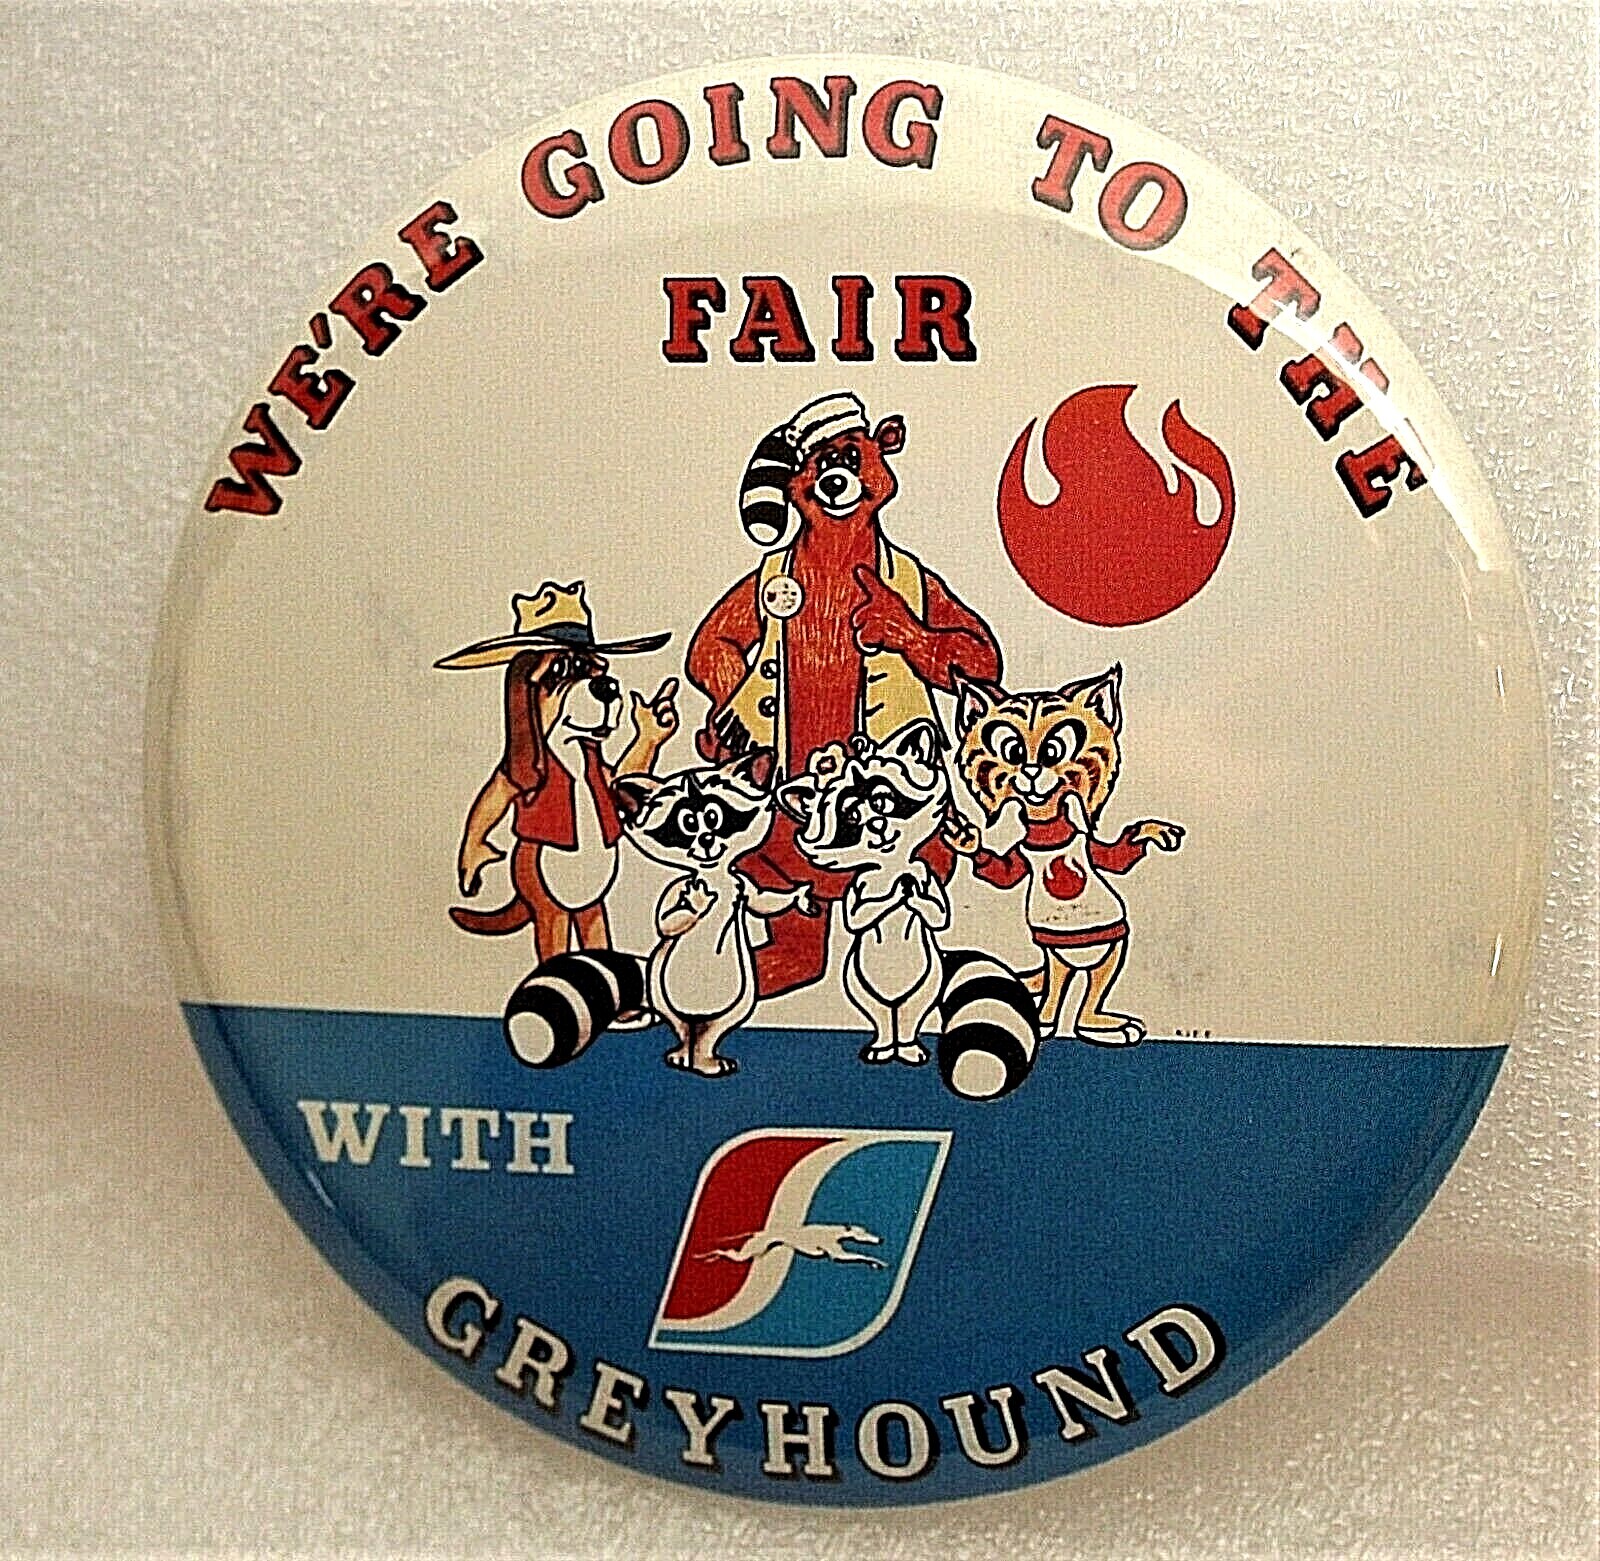 WE'RE GOING TO THE
FAIR
WITH
GREYHOUND